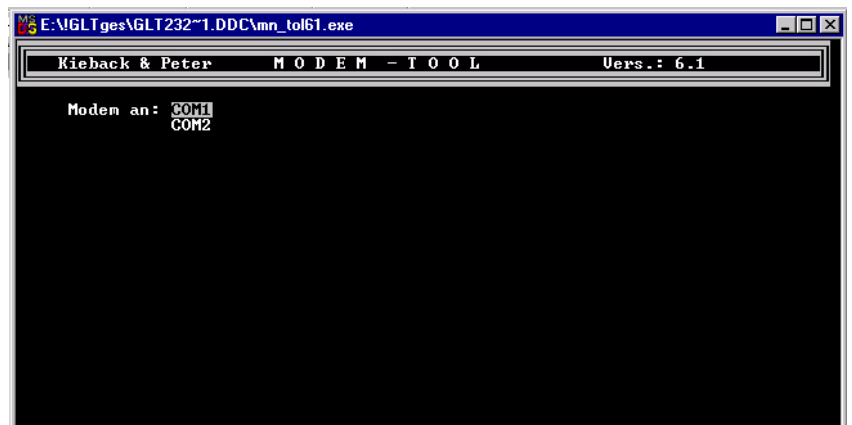 E:\!GLTges\GLT232~1.DDC\mn_tol61.exe
Kieback & Peter M O D E M - T O O L Vers.: 6.1
Modem an: COM1
COM2